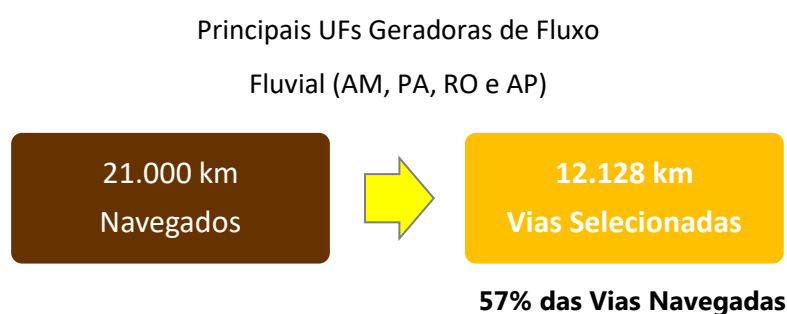 Principais UFs Geradoras de Fluxo
Fluvial (AM, PA, RO e AP)
21.000 km
Navegados
12.128 km
Vias Selecionadas
57% das Vias Navegadas